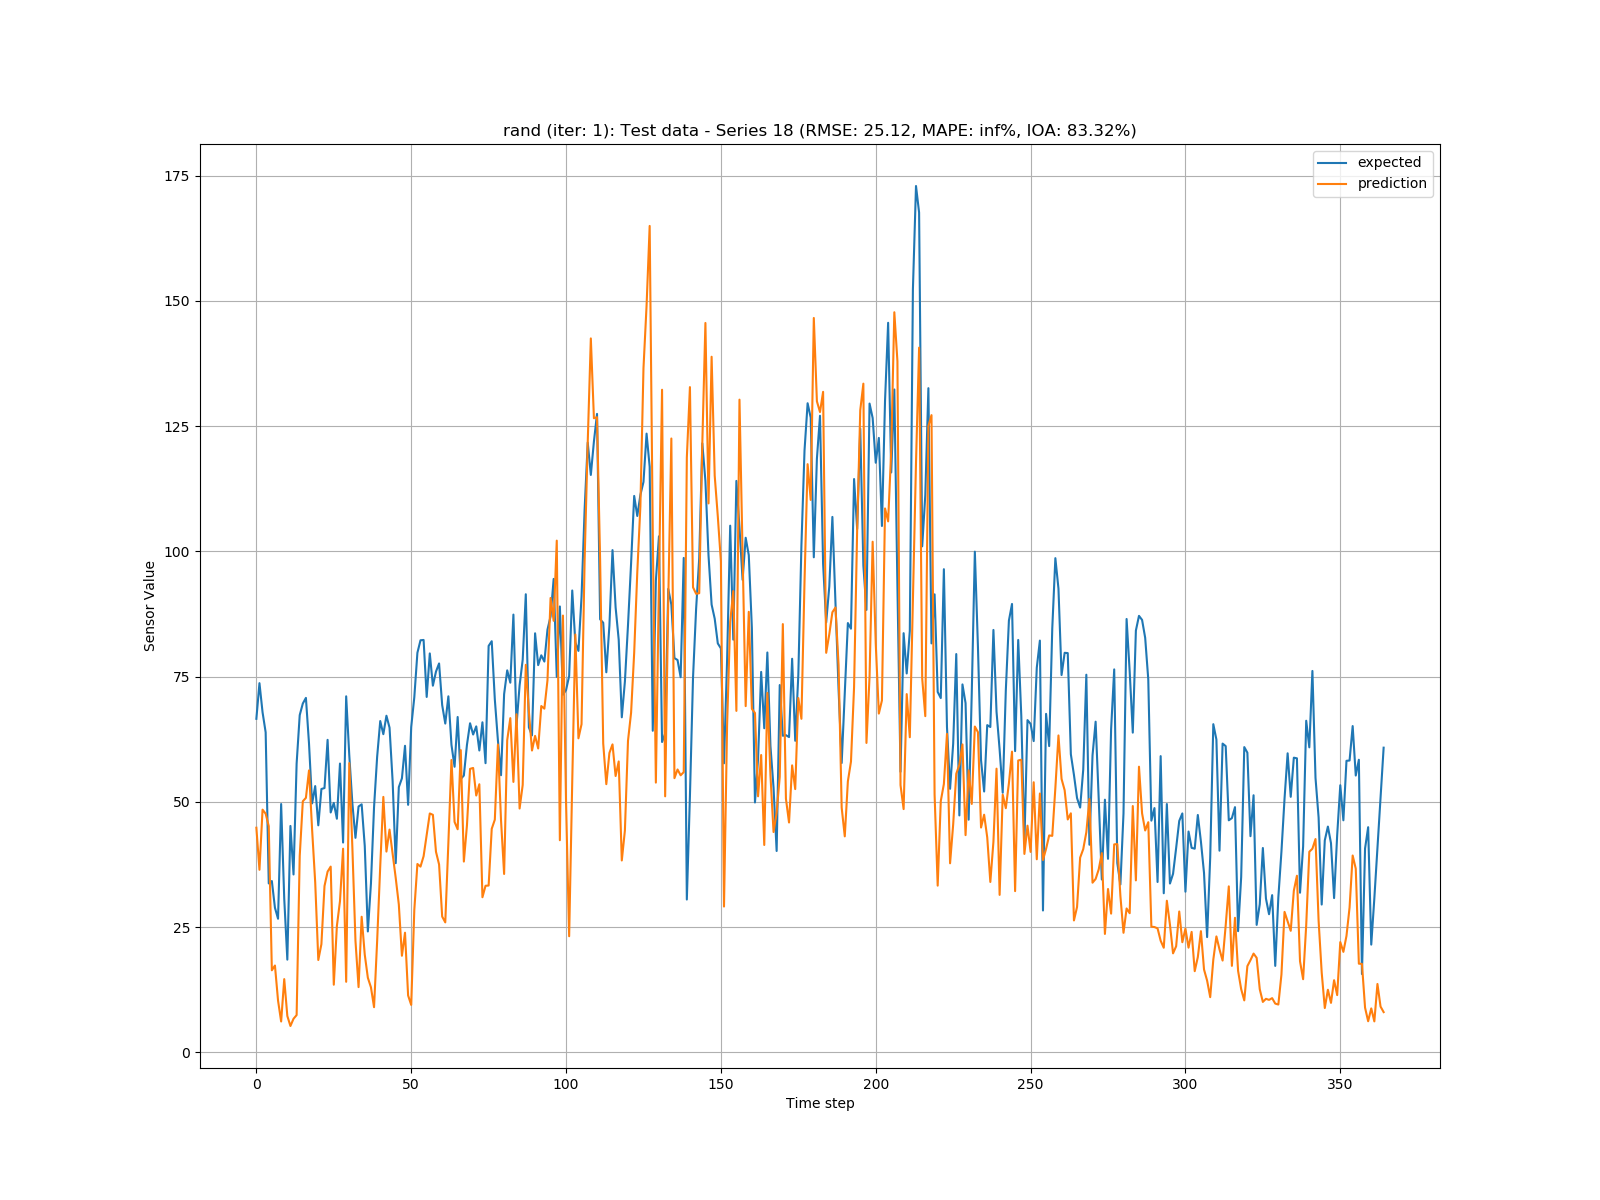 rand (iter: 1): Test data - Series 18 (RMSE: 25.12, MAPE: inf%, IOA: 83.32%)
expected
prediction
175
150
125
100
75
50
25
0
Sensor Value
0 50 100 150 200 250 300 350
Time step